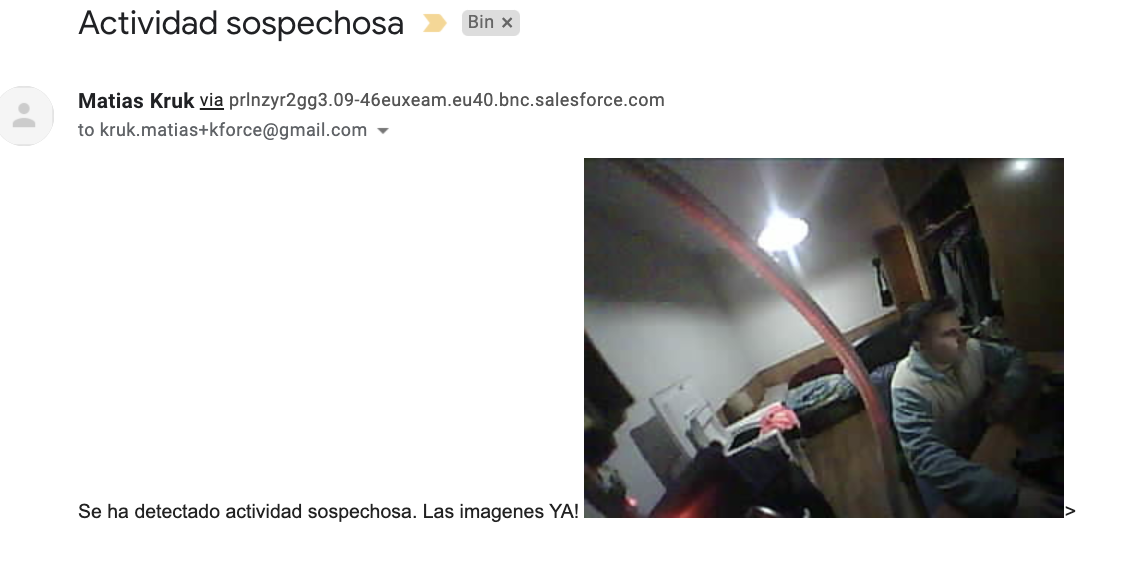 Actividad sospechosa Bin ×
Matias Kruk via prlnzyr2gg3.09-46euxeam.eu40.bnc.salesforce.com
to kruk.matias+kforce@gmail.com
Se ha detectado actividad sospechosa. Las imagenes YA! >